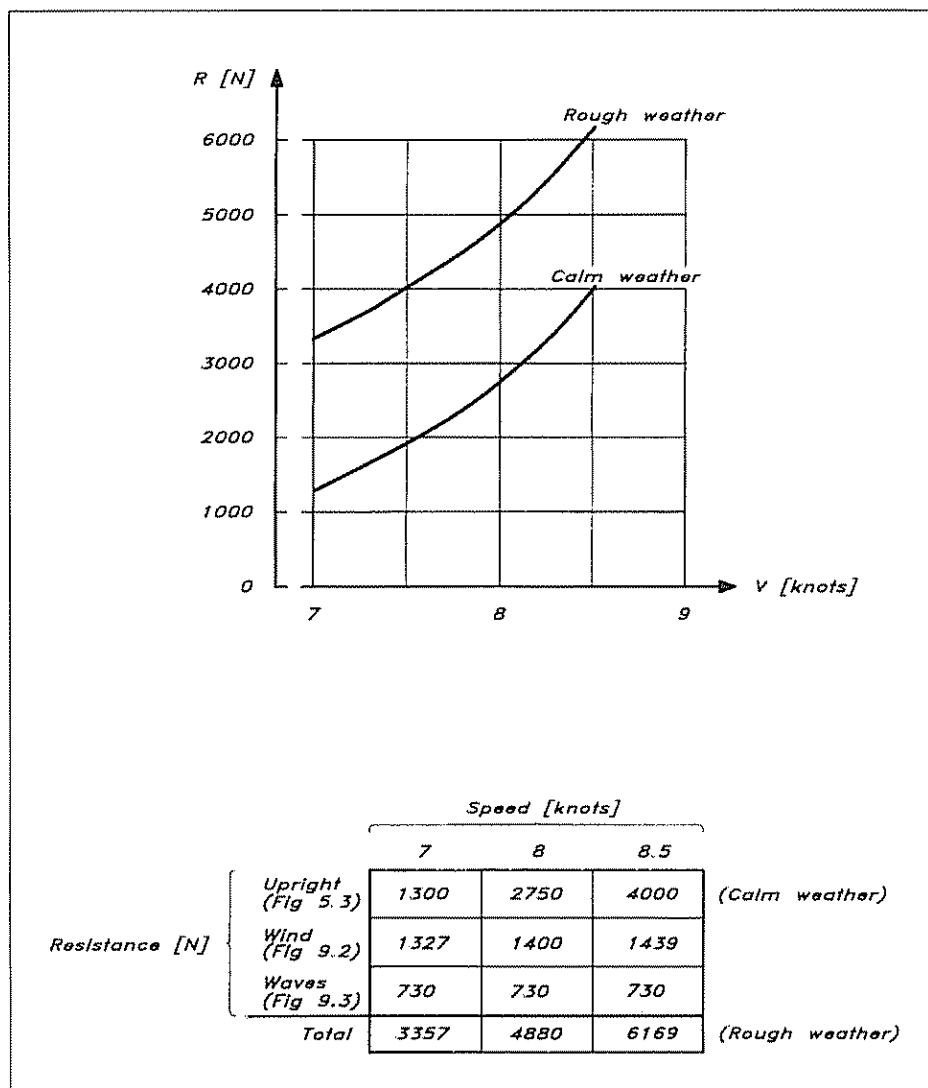 R [N]
Rough weather
6000
5000
Calm weather
4000
3000
2000
1000
0
V [knots]
7 8 9
Speed [knots]
7 8 8.5
Upright
(Fig 5.3) 1300 2750 4000 (Calm weather)
Resistance [N]
Wind
(Fig 9.2) 1327 1400 1439
Waves
(Fig 9.3) 730 730 730
Total 3357 4880 6169 (Rough weather)